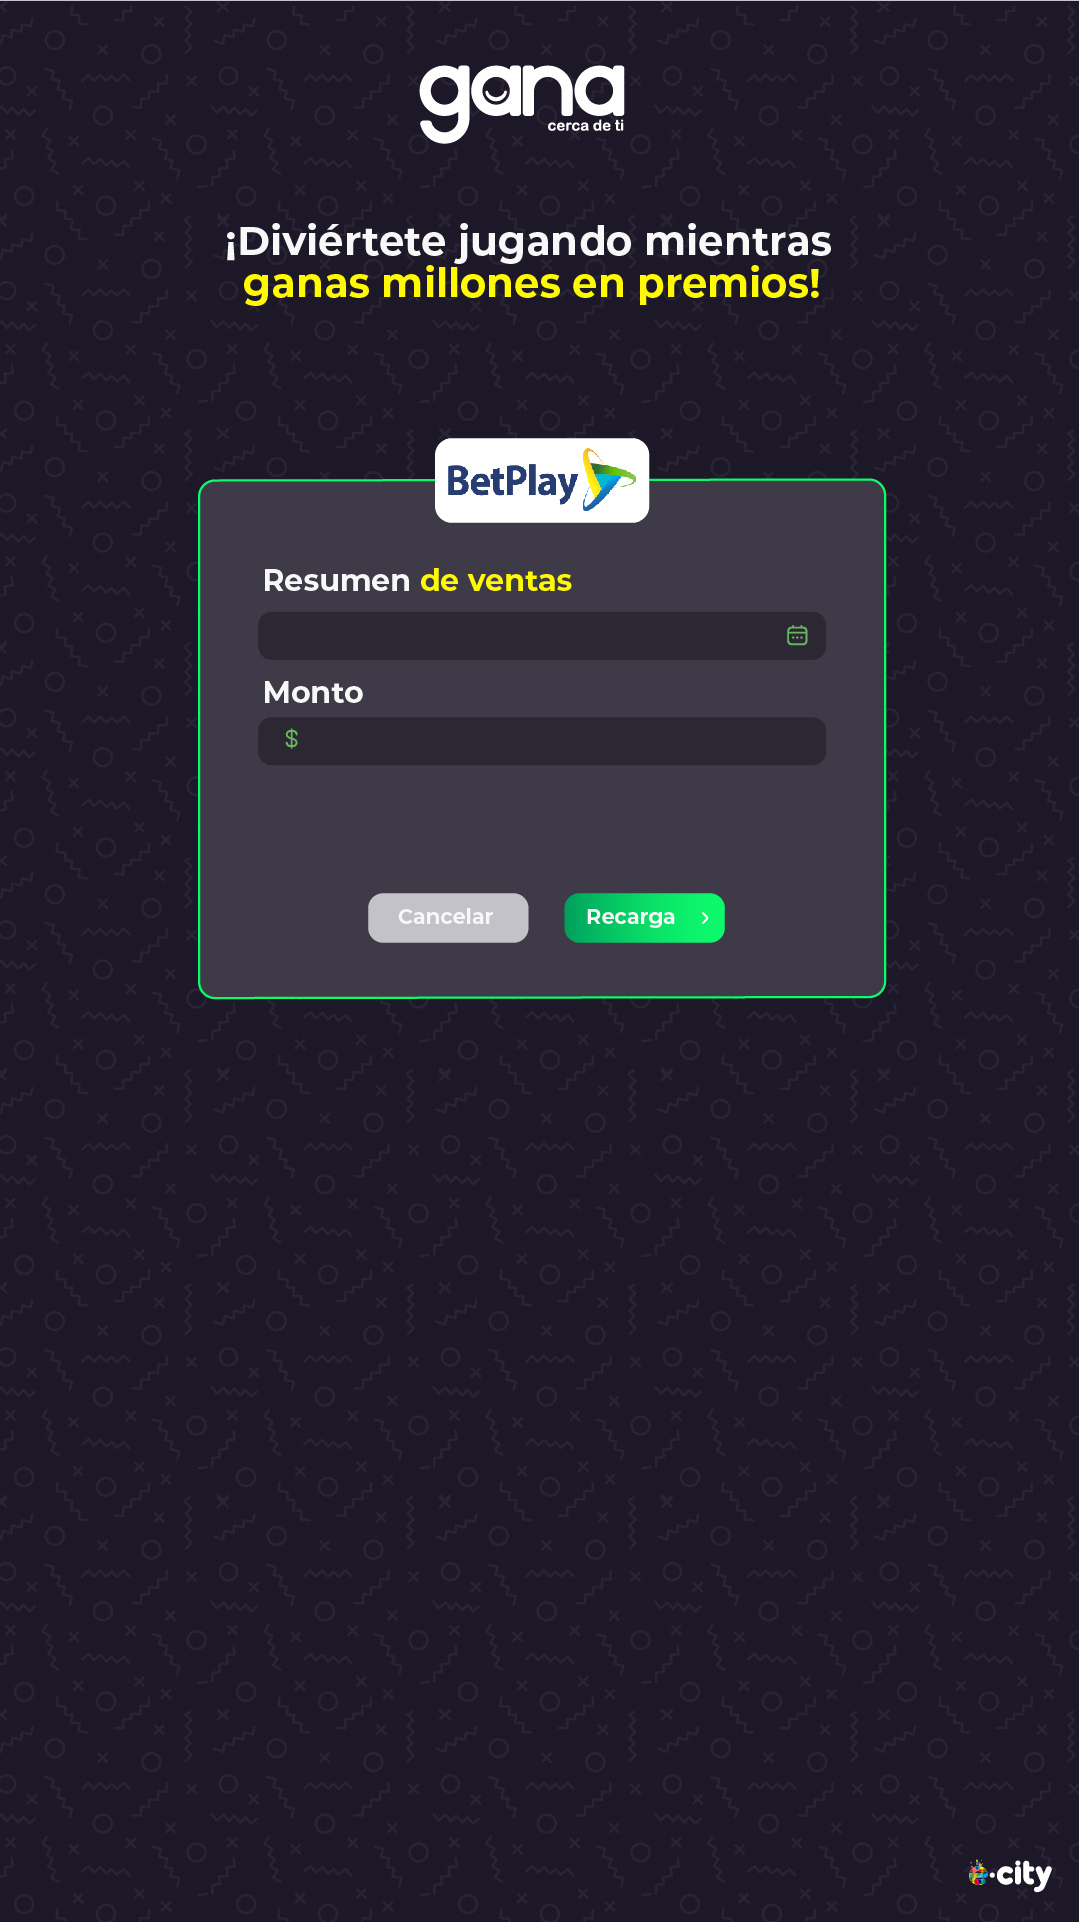 gana
cerca de ti
¡Diviértete jugando mientras
ganas millones en premios!
BetPlay
Resumen de ventas
Monto
$
Cancelar
Recarga
city